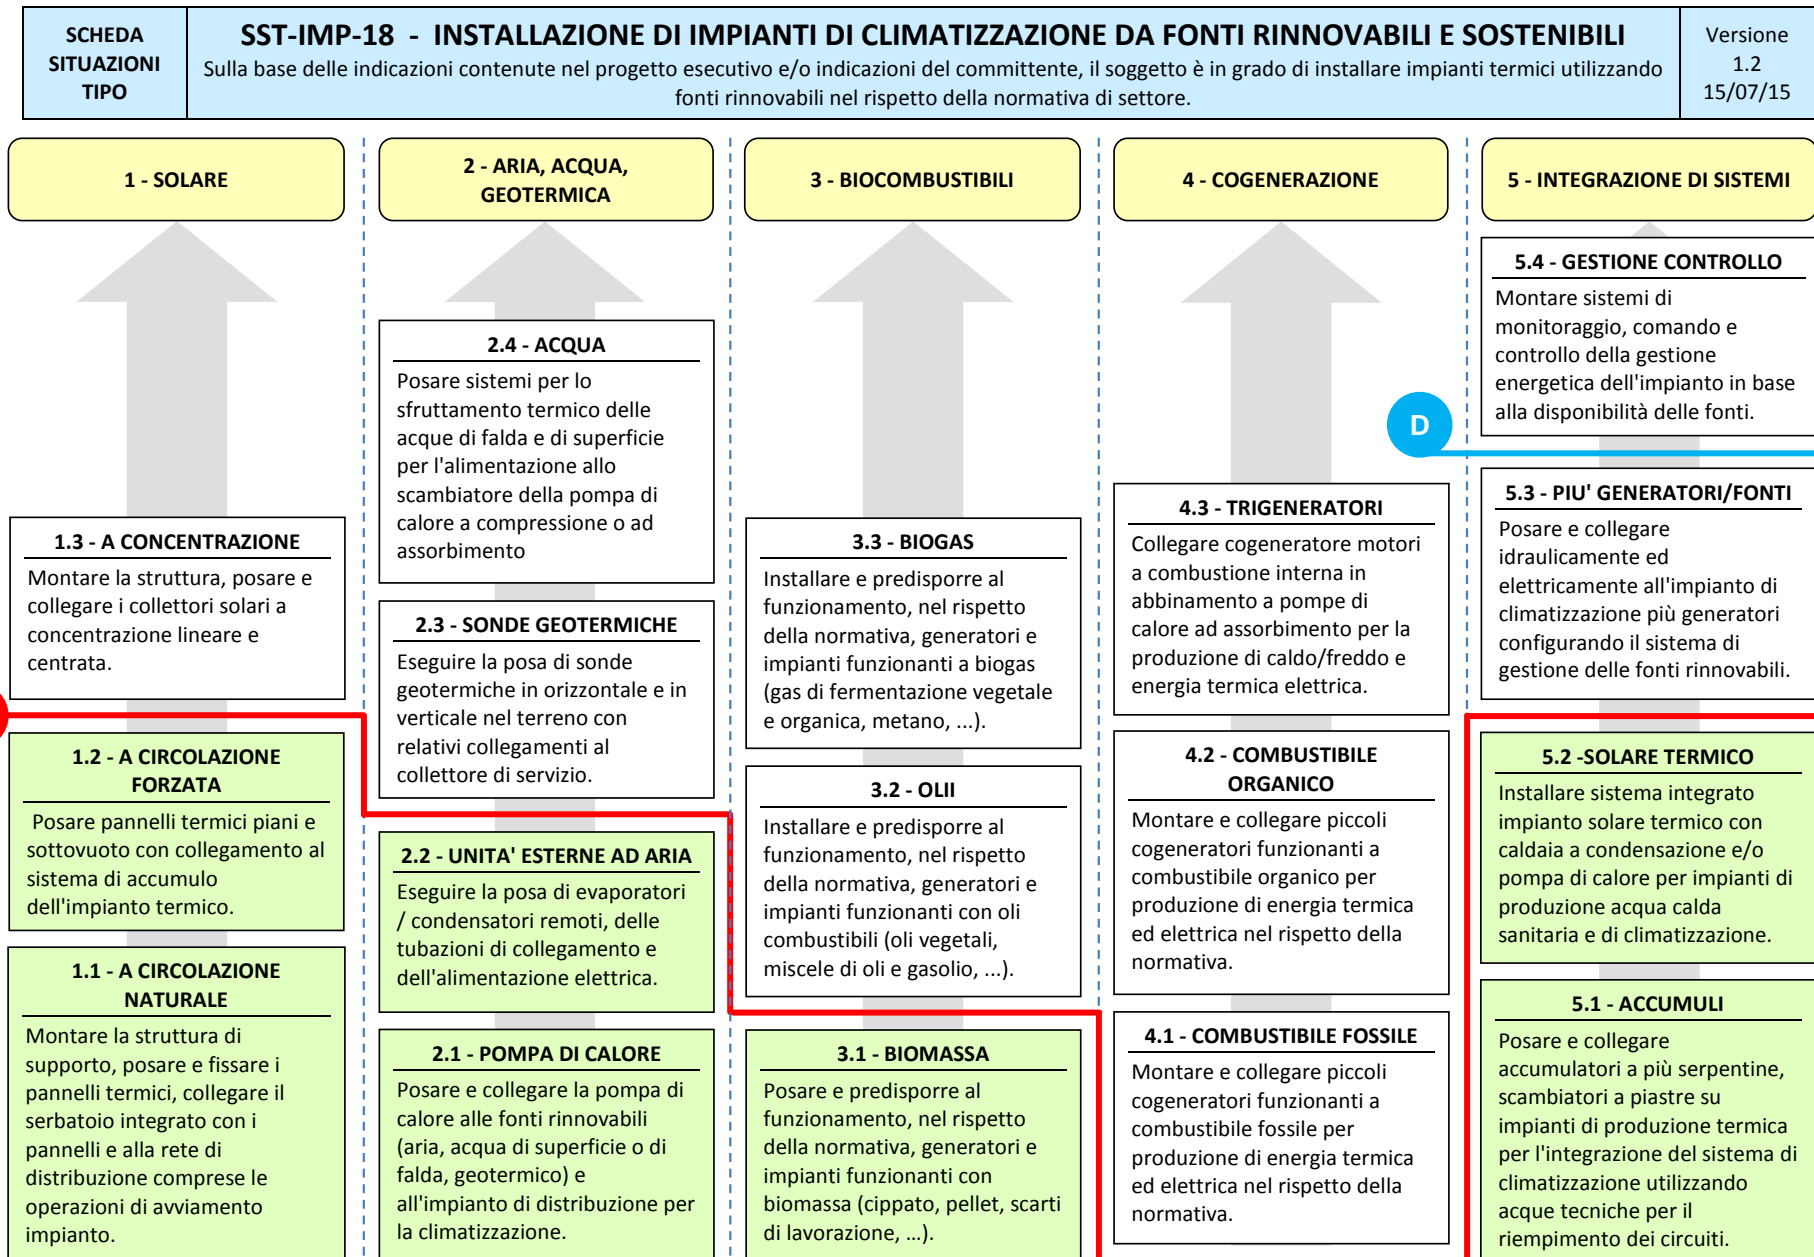 SCHEDA
SITUAZIONI
TIPO
SST-IMP-18 - INSTALLAZIONE DI IMPIANTI DI CLIMATIZZAZIONE DA FONTI RINNOVABILI E SOSTENIBILI
Sulla base delle indicazioni contenute nel progetto esecutivo e/o indicazioni del committente, il soggetto è in grado di installare impianti termici utilizzando
fonti rinnovabili nel rispetto della normativa di settore.
Versione
1.2
15/07/15
1 - SOLARE
1.3 - A CONCENTRAZIONE
Montare la struttura, posare e
collegare i collettori solari a
concentrazione lineare e
centrata.
1.2 - A CIRCOLAZIONE
FORZATA
Posare pannelli termici piani e
sottovuoto con collegamento al
sistema di accumulo
dell'impianto termico.
1.1 - A CIRCOLAZIONE
NATURALE
Montare la struttura di
supporto, posare e fissare i
pannelli termici, collegare il
serbatoio integrato con i
pannelli e alla rete di
distribuzione comprese le
operazioni di avviamento
impianto.
2 - ARIA, ACQUA,
GEOTERMICA
2.4 - ACQUA
Posare sistemi per lo
sfruttamento termico delle
acque di falda e di superficie
per l'alimentazione allo
scambiatore della pompa di
calore a compressione o ad
assorbimento
2.3 - SONDE GEOTERMICHE
Eseguire la posa di sonde
geotermiche in orizzontale e in
verticale nel terreno con
relativi collegamenti al
collettore di servizio.
2.2 - UNITA' ESTERNE AD ARIA
Eseguire la posa di evaporatori
/ condensatori remoti, delle
tubazioni di collegamento e
dell'alimentazione elettrica.
2.1 - POMPA DI CALORE
Posare e collegare la pompa di
calore alle fonti rinnovabili
(aria, acqua di superficie o di
falda, geotermico) e
all'impianto di distribuzione per
la climatizzazione.
3 - BIOCOMBUSTIBILI
3.3 - BIOGAS
Installare e predisporre al
funzionamento, nel rispetto
della normativa, generatori e
impianti funzionanti a biogas
(gas di fermentazione vegetale
e organica, metano, ...).
3.2 - OLII
Installare e predisporre al
funzionamento, nel rispetto
della normativa, generatori e
impianti funzionanti con oli
combustibili (oli vegetali,
miscele di oli e gasolio, ...).
3.1 - BIOMASSA
Posare e predisporre al
funzionamento, nel rispetto
della normativa, generatori e
impianti funzionanti con
biomassa (cippato, pellet, scarti
di lavorazione, ...).
4 - COGENERAZIONE
4.3 - TRIGENERATORI
Collegare cogeneratore motori
a combustione interna in
abbinamento a pompe di
calore ad assorbimento per la
produzione di caldo/freddo e
energia termica elettrica.
4.2 - COMBUSTIBILE
ORGANICO
Montare e collegare piccoli
cogeneratori funzionanti a
combustibile organico per
produzione di energia termica
ed elettrica nel rispetto della
normativa.
4.1 - COMBUSTIBILE FOSSILE
Montare e collegare piccoli
cogeneratori funzionanti a
combustibile fossile per
produzione di energia termica
ed elettrica nel rispetto della
normativa.
5 - INTEGRAZIONE DI SISTEMI
5.4 - GESTIONE CONTROLLO
Montare sistemi di
monitoraggio, comando e
controllo della gestione
energetica dell'impianto in base
alla disponibilità delle fonti.
D
5.3 - PIU' GENERATORI/FONTI
Posare e collegare
idraulicamente ed
elettricamente all'impianto di
climatizzazione più generatori
configurando il sistema di
gestione delle fonti rinnovabili.
5.2 -SOLARE TERMICO
Installare sistema integrato
impianto solare termico con
caldaia a condensazione e/o
pompa di calore per impianti di
produzione acqua calda
sanitaria e di climatizzazione.
5.1 - ACCUMULI
Posare e collegare
accumulatori a più serpentine,
scambiatori a piastre su
impianti di produzione termica
per l'integrazione del sistema di
climatizzazione utilizzando
acque tecniche per il
riempimento dei circuiti.